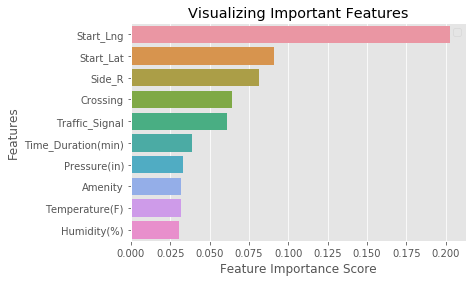 Visualizing Important Features
Start_Lng
Start_Lat
Side_R
Crossing
Traffic_Signal
Time_Duration(min)
Pressure(in)
Amenity
Temperature(F)
Humidity(%)
Features
0.000 0.025 0.050 0.075 0.100 0.125 0.150 0.175 0.200
Feature Importance Score